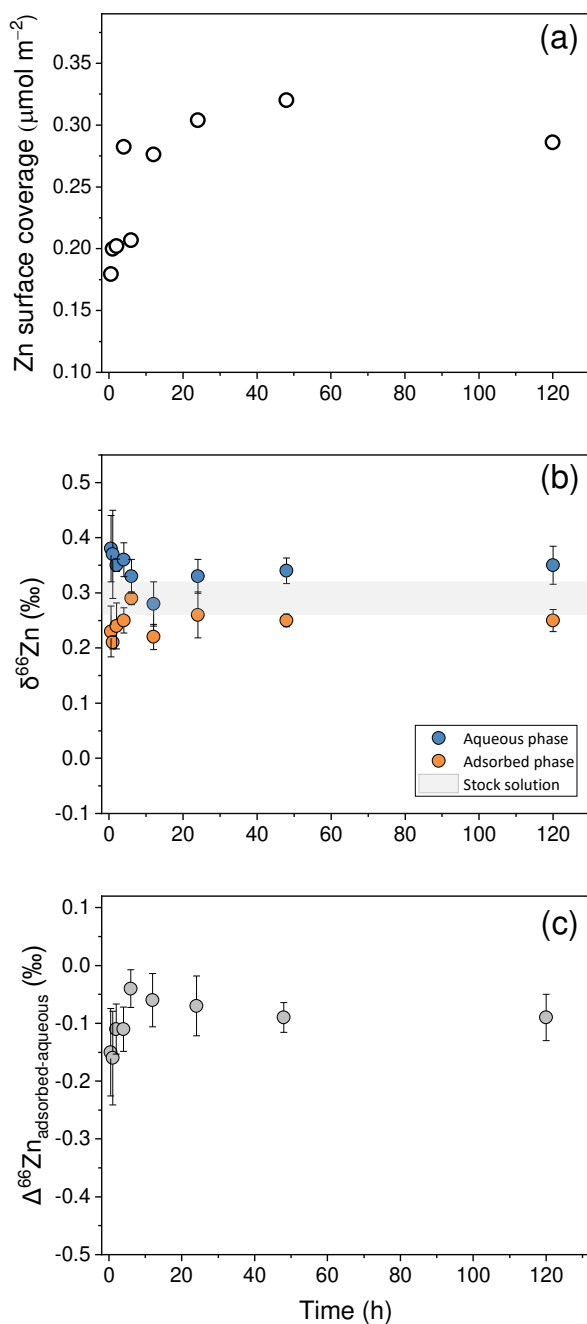 (a)
Zn surface coverage (μmol m⁻²)
0.35
0.30
0.25
0.20
0.15
0.10
0 20 40 60 80 100 120
(b)
δ⁶⁶Zn (‰)
0.5
0.4
0.3
0.2
0.1
0.0
-0.1
Aqueous phase
Adsorbed phase
Stock solution
0 20 40 60 80 100 120
(c)
Δ⁶⁶Zn adsorbed-aqueous (‰)
0.1
0.0
-0.1
-0.2
-0.3
-0.4
-0.5
0 20 40 60 80 100 120
Time (h)